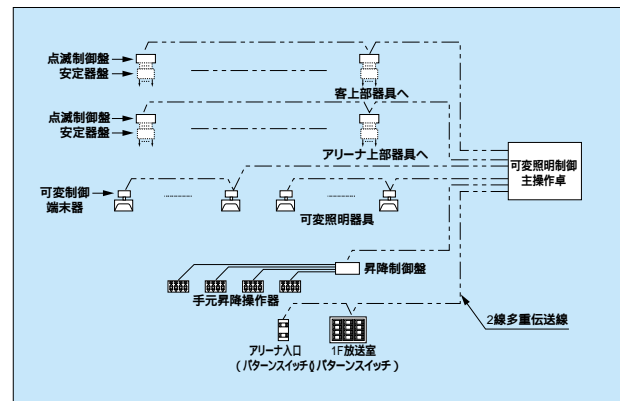 点滅制御盤
安定器盤
客上部器具へ
点滅制御盤
安定器盤
アリーナ上部器具へ
可変照明制御
主操作卓
可変制御
端末器
可変照明器具
昇降制御盤
手元昇降操作器
2線多重伝送線
アリーナ入口
(パターンスイッチ)
1F放送室
(パターンスイッチ)